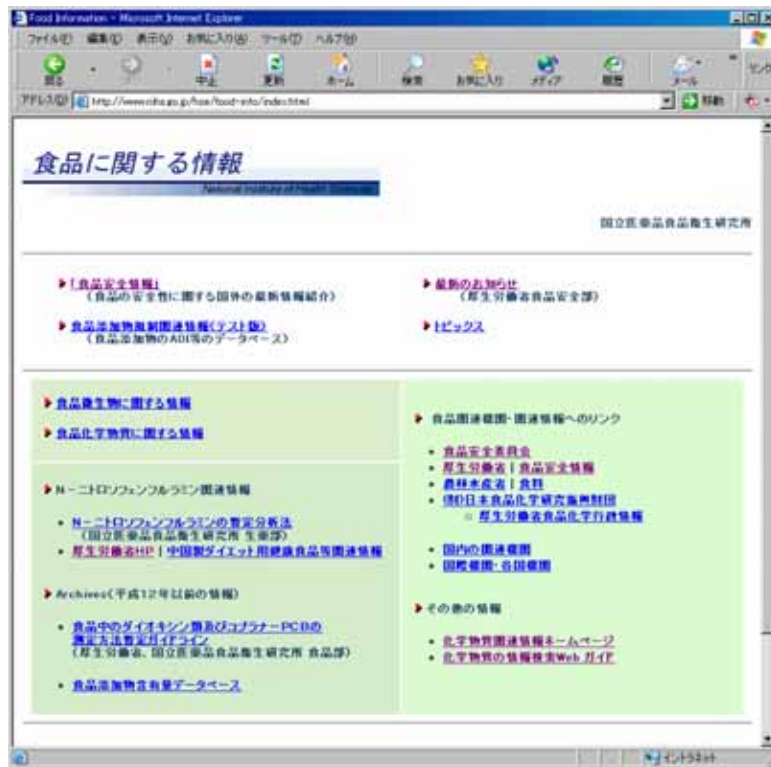 Food Information - Microsoft Internet Explorer
ファイル(F) 編集(E) 表示(V) お気に入り(A) ツール(T) ヘルプ(H)
戻る 中止 更新 ホーム 検索 お気に入り メディア 履歴 メール リンク
アドレス(D) http://www.nihs.go.jp/hse/food-info/index.html 移動
食品に関する情報
National Institute of Health Sciences
国立医薬品食品衛生研究所
「食品安全情報」
(食品の安全性に関する国外の最新情報紹介)
食品添加物規制関連情報(テスト版)
(食品添加物のADI等のデータベース)
最新のお知らせ
(厚生労働省食品安全部)
トピックス
食品微生物に関する情報
食品化学物質に関する情報
N-ニトロソフェンフルラミン関連情報
N-ニトロソフェンフルラミンの暫定分析法
(国立医薬品食品衛生研究所 生薬部)
厚生労働省HP | 中国製ダイエット用健康食品等関連情報
Archives(平成12年以前の情報)
食品中のダイオキシン類及びコプラナーPCBの
測定方法暫定ガイドライン
(厚生労働省、国立医薬品食品衛生研究所 食品部)
食品添加物含有量データベース
食品関連機関・関連情報へのリンク
食品安全委員会
厚生労働省 | 食品安全情報
農林水産省 | 食料
(財)日本食品化学研究振興財団
厚生労働省食品化学行政情報
国内の関連機関
国際機関・各国機関
その他の情報
化学物質関連情報ホームページ
化学物質の情報検索Web ガイド
イントラネット